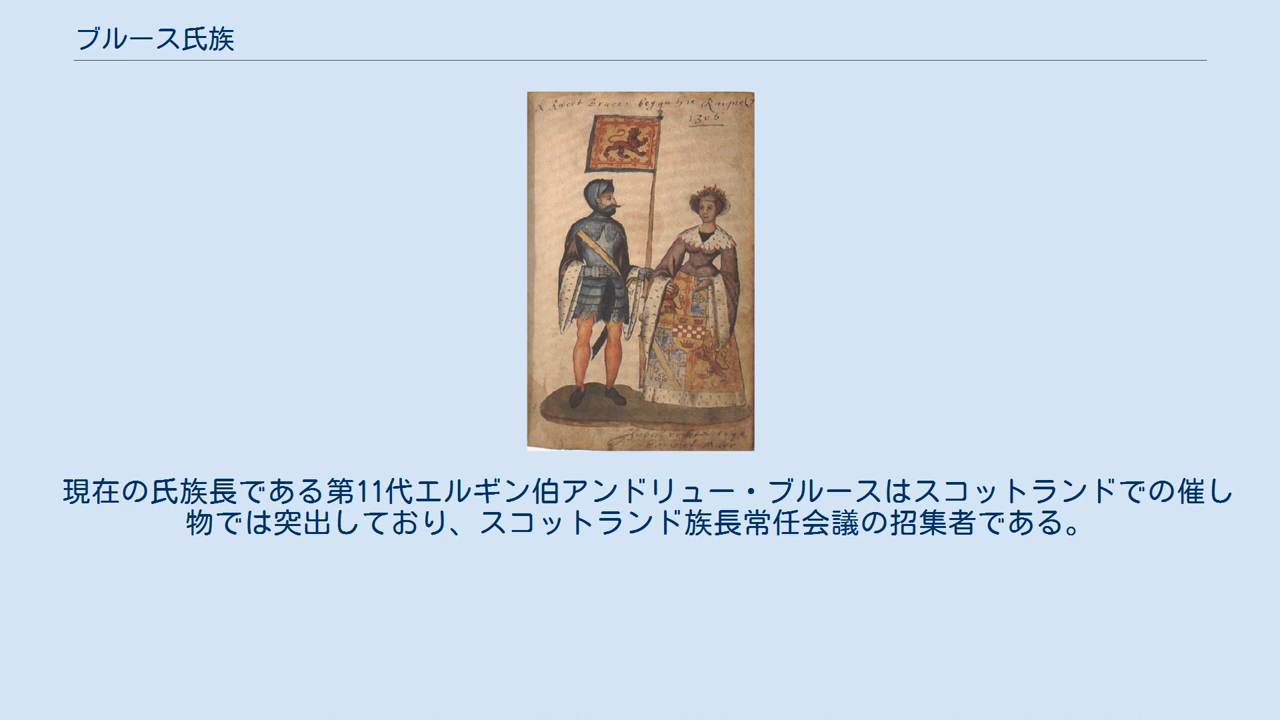 ブルース氏族
1306
現在の氏族長である第11代エルギン伯アンドリュー・ブルースはスコットランドでの催し
物では突出しており、スコットランド族長常任会議の招集者である。